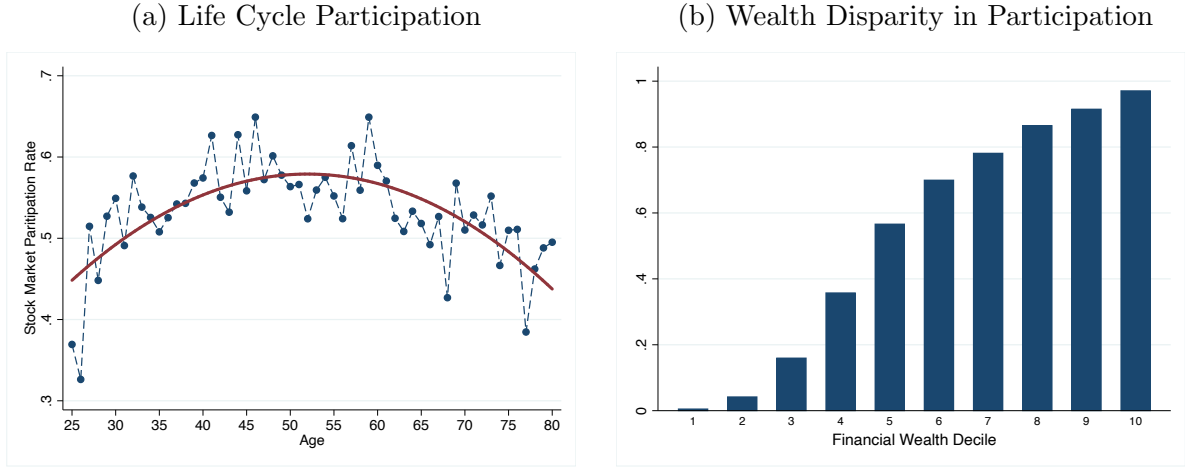 (a) Life Cycle Participation
Stock Market Partitipation Rate
.7
.6
.5
.4
.3
25 30 35 40 45 50 55 60 65 70 75 80
Age
(b) Wealth Disparity in Participation
1
.8
.6
.4
.2
0
1 2 3 4 5 6 7 8 9 10
Financial Wealth Decile